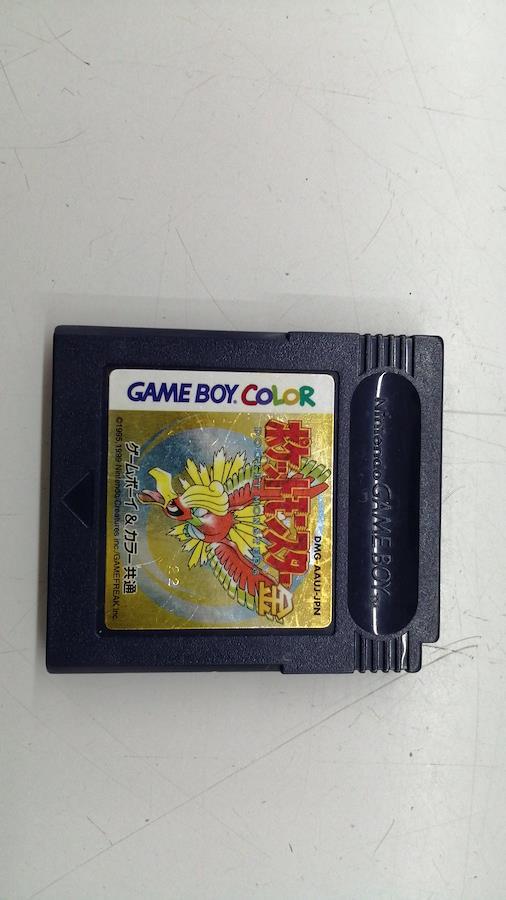 Nintendo GAME BOY
GAME BOY COLOR
ポケットモンスター金
POCKET MONSTERS
DMG-AAUJ-JPN
22
ゲームボーイ&カラー共通
©1995,1999 Nintendo/Creatures inc./GAMEFREAK inc.